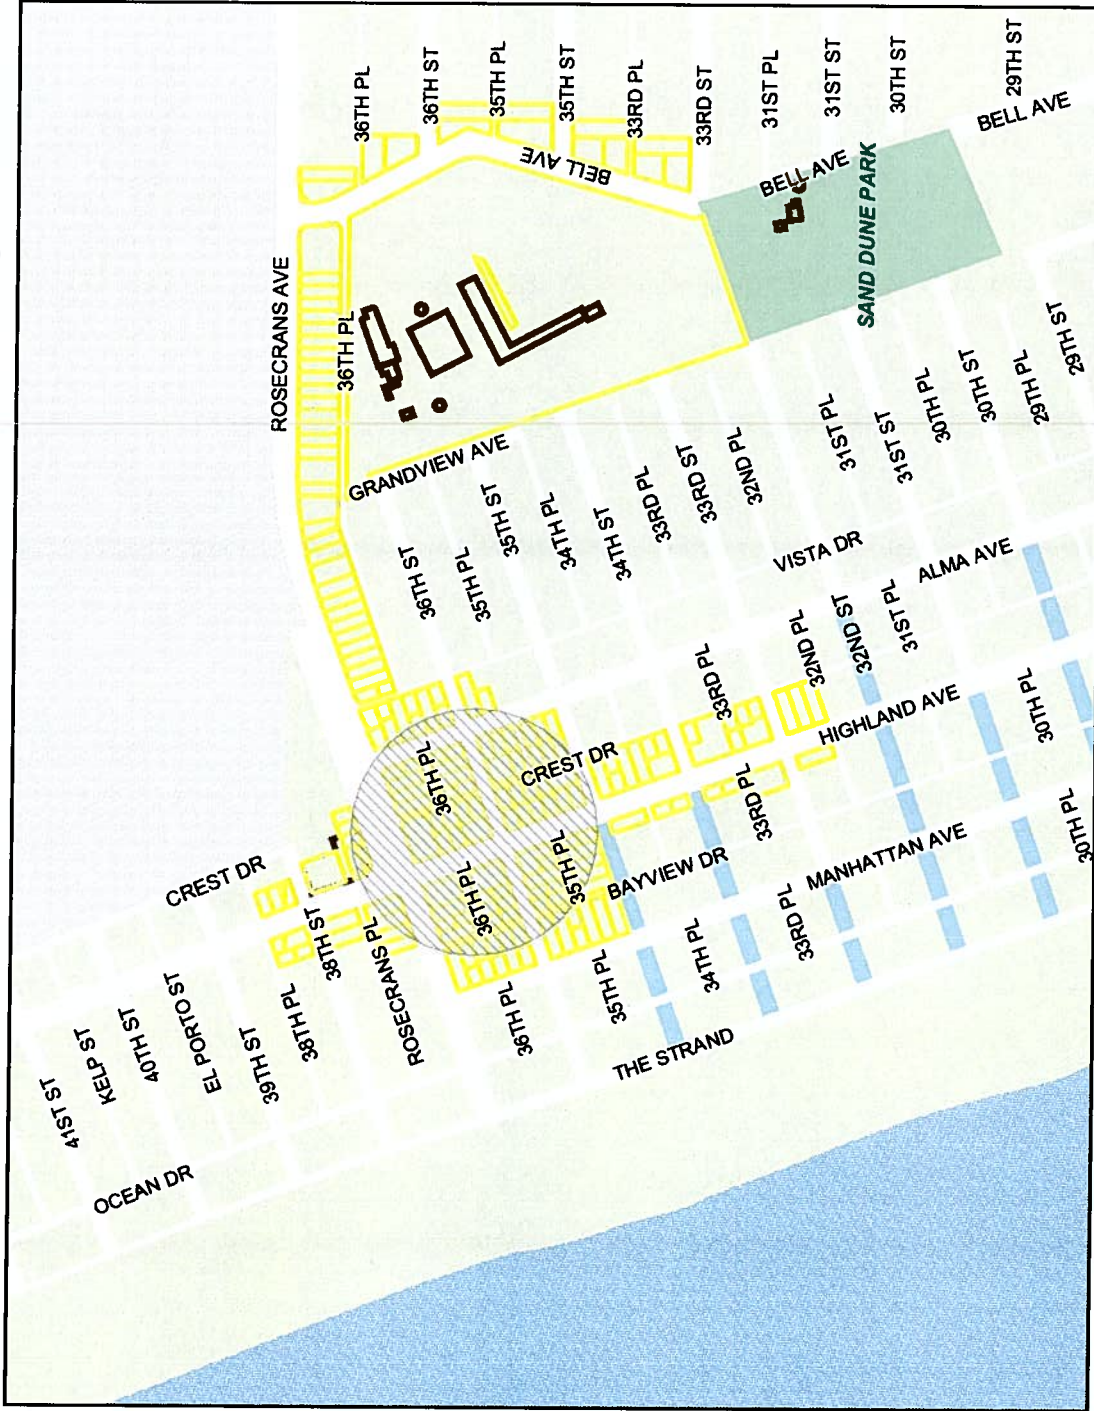 36TH PL
36TH ST
35TH PL
35TH ST
33RD PL
33RD ST
31ST PL
31ST ST
30TH ST
29TH ST
BELL AVE
BELL AVE
BELL AVE
SAND DUNE PARK
ROSECRANS AVE
36TH PL
GRANDVIEW AVE
36TH ST
35TH PL
35TH ST
34TH PL
34TH ST
33RD PL
33RD ST
32ND PL
31ST PL
31ST ST
30TH PL
30TH ST
29TH PL
29TH ST
VISTA DR
ALMA AVE
33RD PL
32ND PL
32ND ST
31ST PL
HIGHLAND AVE
30TH PL
CREST DR
36TH PL
CREST DR
36TH PL
35TH PL
33RD PL
BAYVIEW DR
MANHATTAN AVE
30TH PL
38TH ST
ROSECRANS PL
36TH PL
35TH PL
34TH PL
33RD PL
THE STRAND
41ST ST
KELP ST
40TH ST
EL PORTO ST
39TH ST
38TH PL
OCEAN DR